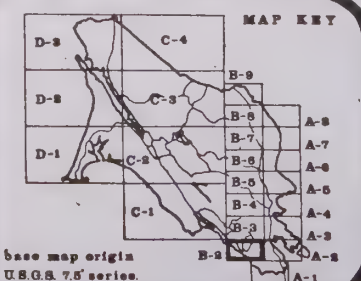 MAP KEY
D-3
C-4
B-9
D-2
C-3
B-8
A-8
B-7
A-7
D-1
C-2
B-6
A-6
B-5
A-5
C-1
B-4
A-4
B-3
A-3
base map origin
B-2
A-2
U.S.G.S. 7.5' series.
A-1